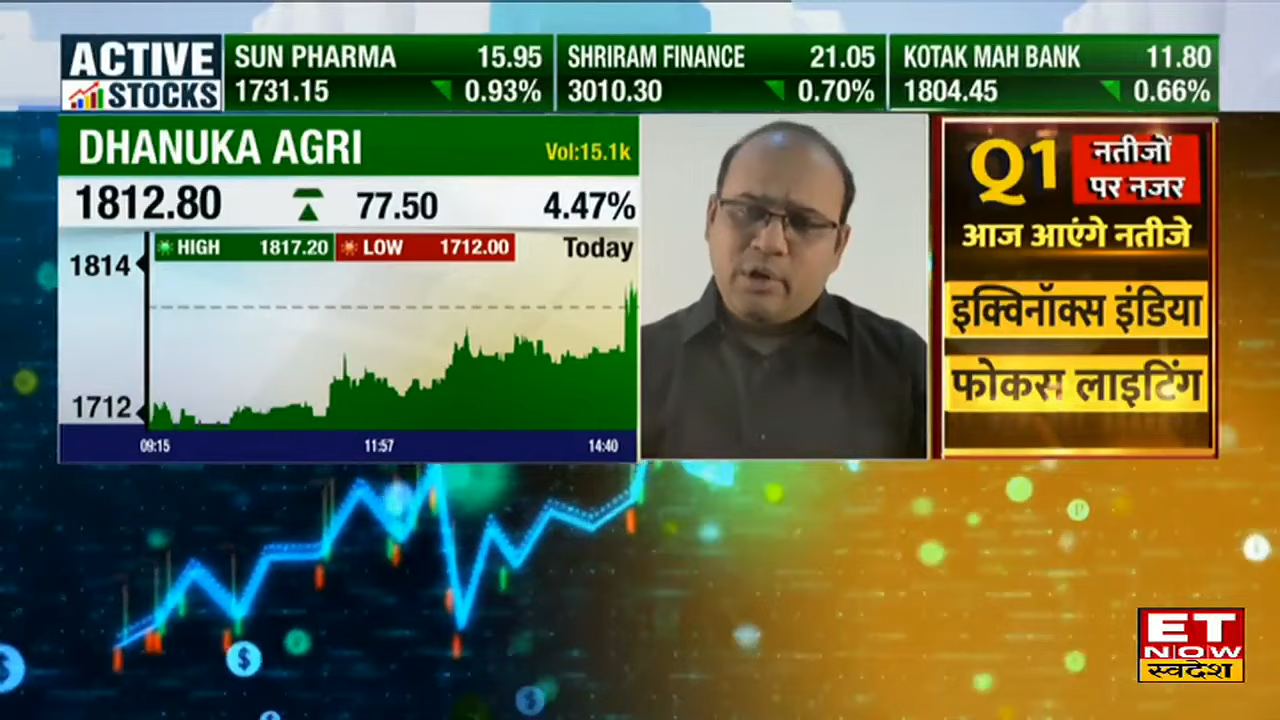 ACTIVE
STOCKS
SUN PHARMA 15.95
1731.15 0.93%
SHRIRAM FINANCE 21.05
3010.30 0.70%
KOTAK MAH BANK 11.80
1804.45 0.66%
DHANUKA AGRI Vol:15.1k
1812.80 77.50 4.47%
HIGH 1817.20 LOW 1712.00 Today
1814
1712
09:15 11:57 14:40
Q1 नतीजों
पर नजर
आज आएंगे नतीजे
इक्विनॉक्स इंडिया
फोकस लाइटिंग
$ $ $ P
ET
NOW
स्वदेश